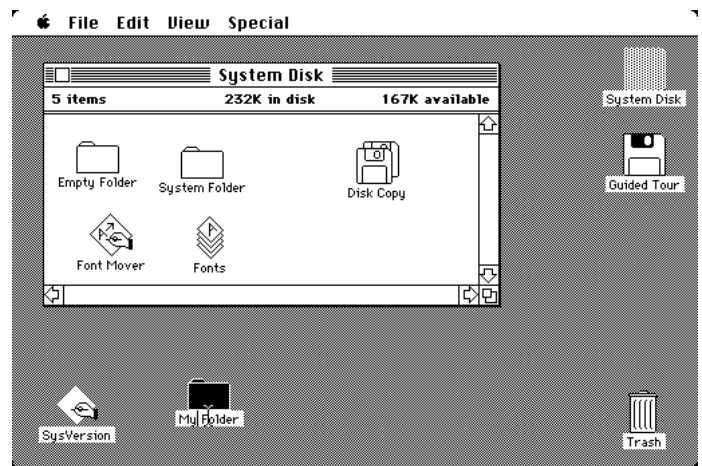 File Edit View Special
System Disk
5 items 232K in disk 167K available
System Disk
Empty Folder System Folder Disk Copy
Guided Tour
Font Mover Fonts
My Folder
SysVersion
Trash